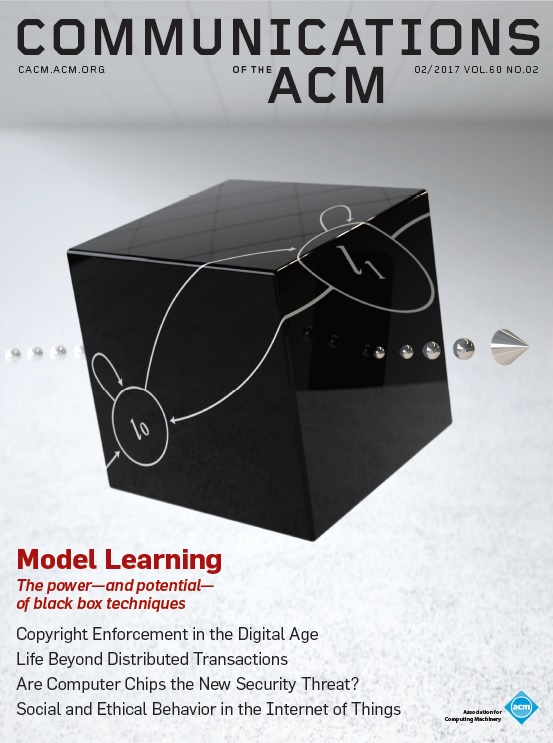 COMMUNICATIONS
CACM.ACM.ORG OF THE ACM 02/2017 VOL.60 NO.02
Model Learning
The power—and potential—
of black box techniques
Copyright Enforcement in the Digital Age
Life Beyond Distributed Transactions
Are Computer Chips the New Security Threat?
Social and Ethical Behavior in the Internet of Things
Association for
Computing Machinery
acm